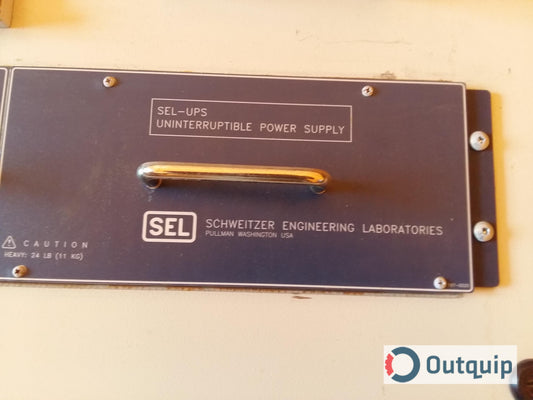 SEL-UPS
UNINTERRUPTIBLE POWER SUPPLY
SEL
SCHWEITZER ENGINEERING LABORATORIES
PULLMAN WASHINGTON USA
CAUTION
HEAVY: 24 LB (11 KG)
Outquip